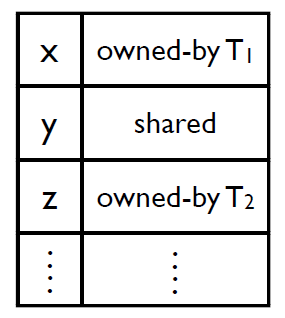 x owned-by T₁
y shared
z owned-by T₂
⋮ ⋮